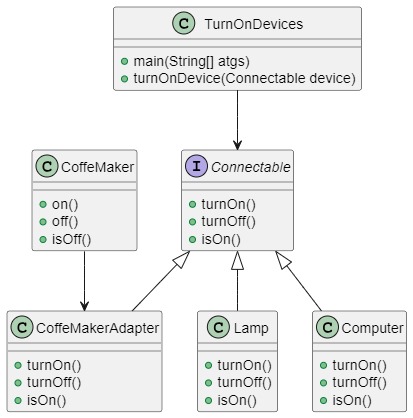 C TurnOnDevices
main(String[] atgs)
turnOnDevice(Connectable device)
C CoffeMaker
on()
off()
isOff()
I Connectable
turnOn()
turnOff()
isOn()
C CoffeMakerAdapter
turnOn()
turnOff()
isOn()
C Lamp
turnOn()
turnOff()
isOn()
C Computer
turnOn()
turnOff()
isOn()